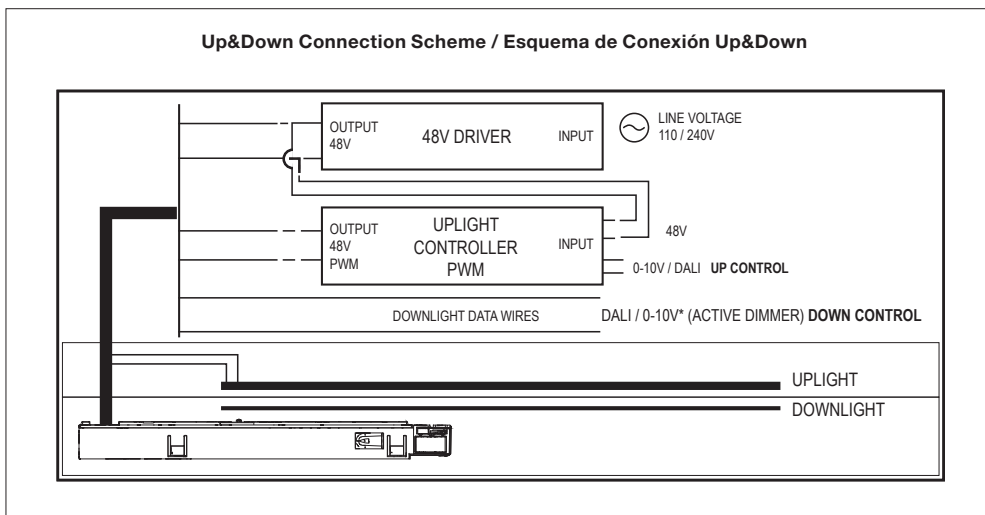 Up&Down Connection Scheme / Esquema de Conexión Up&Down
OUTPUT
48V
48V DRIVER
INPUT
LINE VOLTAGE
110 / 240V
OUTPUT
48V
PWM
UPLIGHT
CONTROLLER
PWM
INPUT
48V
0-10V / DALI UP CONTROL
DOWNLIGHT DATA WIRES
DALI / 0-10V* (ACTIVE DIMMER) DOWN CONTROL
UPLIGHT
DOWNLIGHT